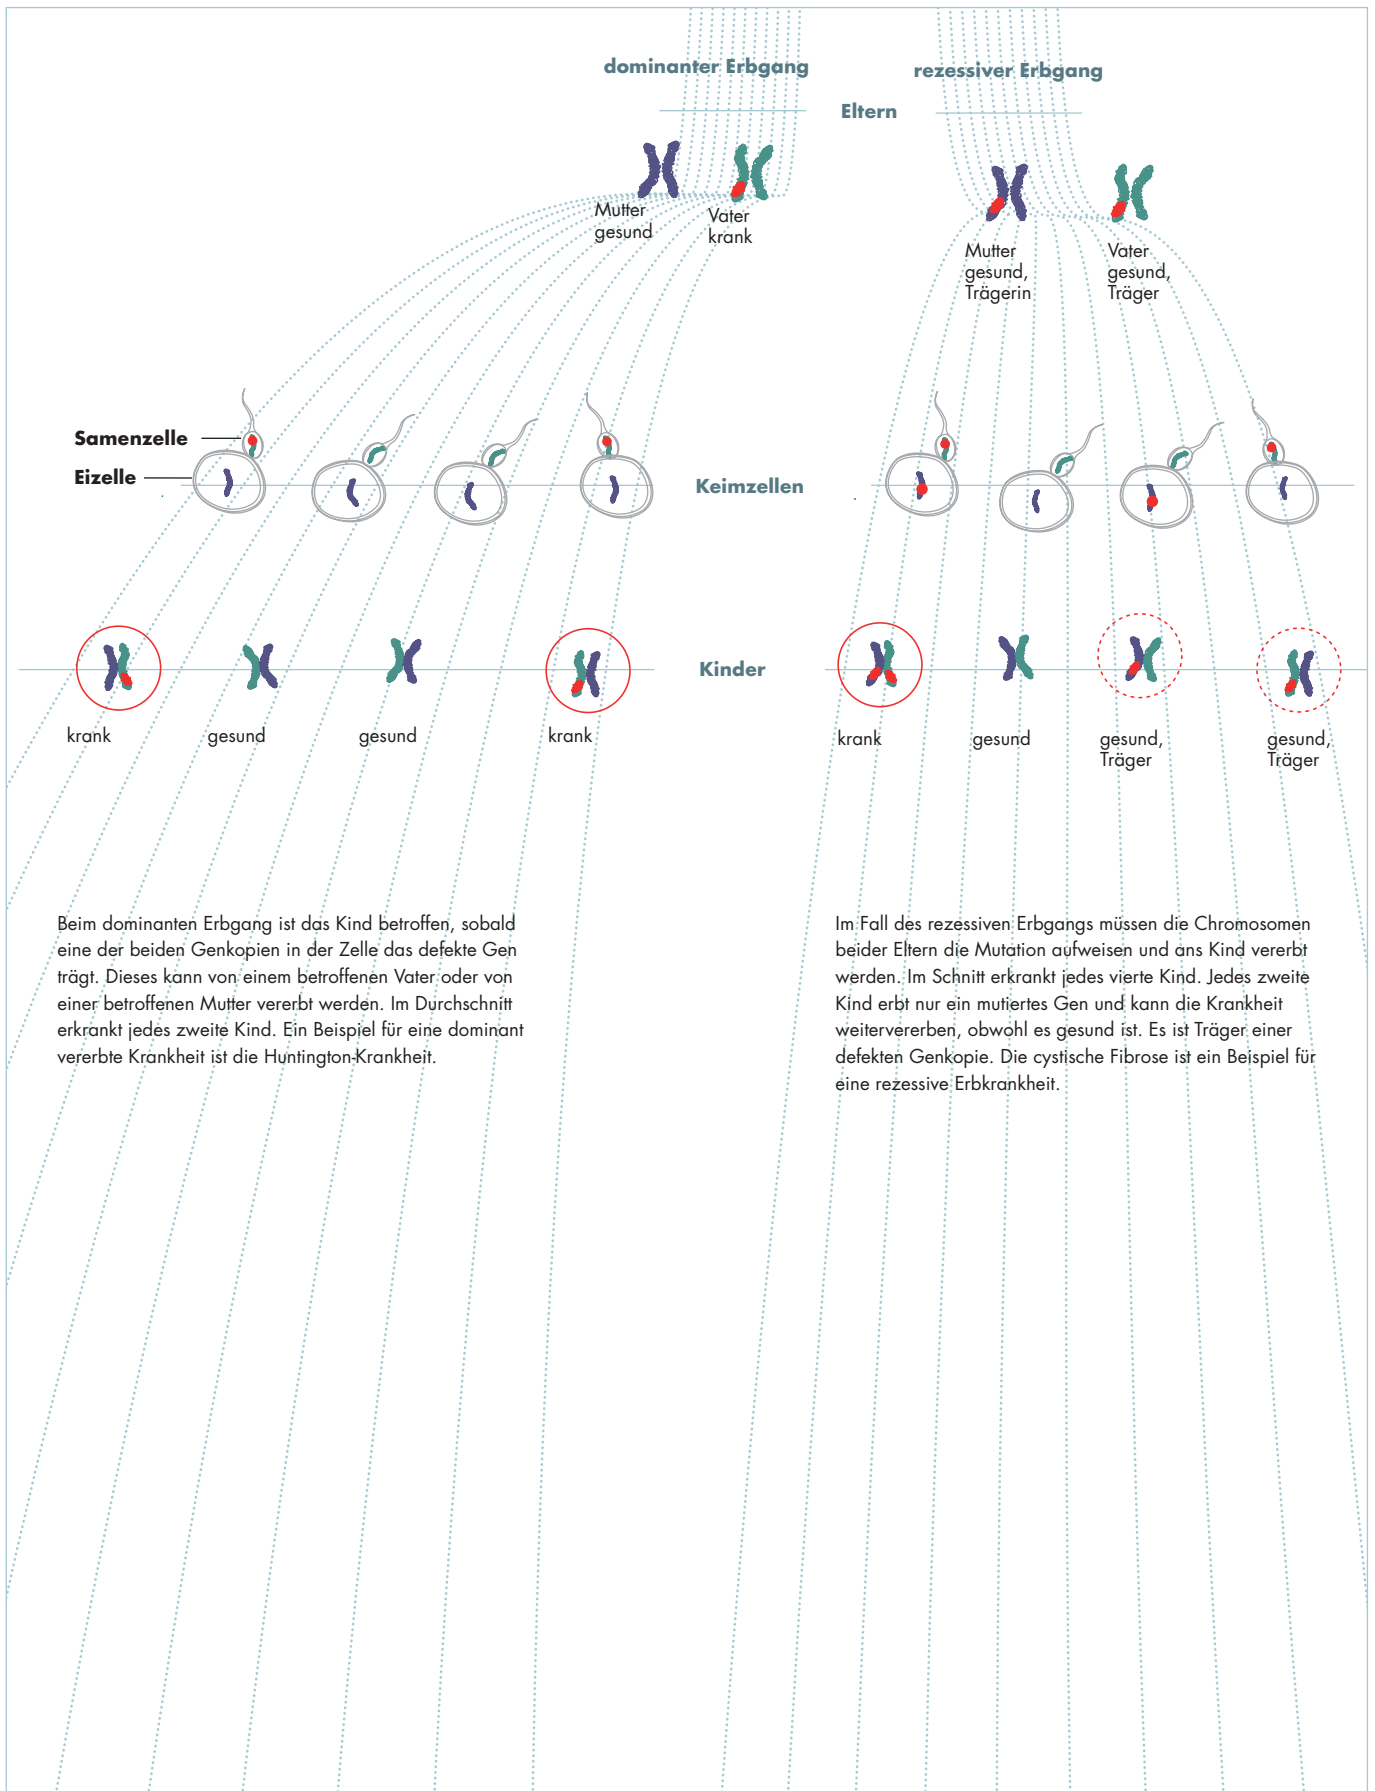 dominanter Erbgang
rezessiver Erbgang
Eltern
Mutter
gesund
Vater
krank
Mutter
gesund,
Trägerin
Vater
gesund,
Träger
Samenzelle
Eizelle
Keimzellen
Kinder
krank
gesund
gesund
krank
krank
gesund
gesund,
Träger
gesund,
Träger
Beim dominanten Erbgang ist das Kind betroffen, sobald
eine der beiden Genkopien in der Zelle das defekte Gen
trägt. Dieses kann von einem betroffenen Vater oder von
einer betroffenen Mutter vererbt werden. Im Durchschnitt
erkrankt jedes zweite Kind. Ein Beispiel für eine dominant
vererbte Krankheit ist die Huntington-Krankheit.
Im Fall des rezessiven Erbgangs müssen die Chromosomen
beider Eltern die Mutation aufweisen und ans Kind vererbt
werden. Im Schnitt erkrankt jedes vierte Kind. Jedes zweite
Kind erbt nur ein mutiertes Gen und kann die Krankheit
weitervererben, obwohl es gesund ist. Es ist Träger einer
defekten Genkopie. Die cystische Fibrose ist ein Beispiel für
eine rezessive Erbkrankheit.